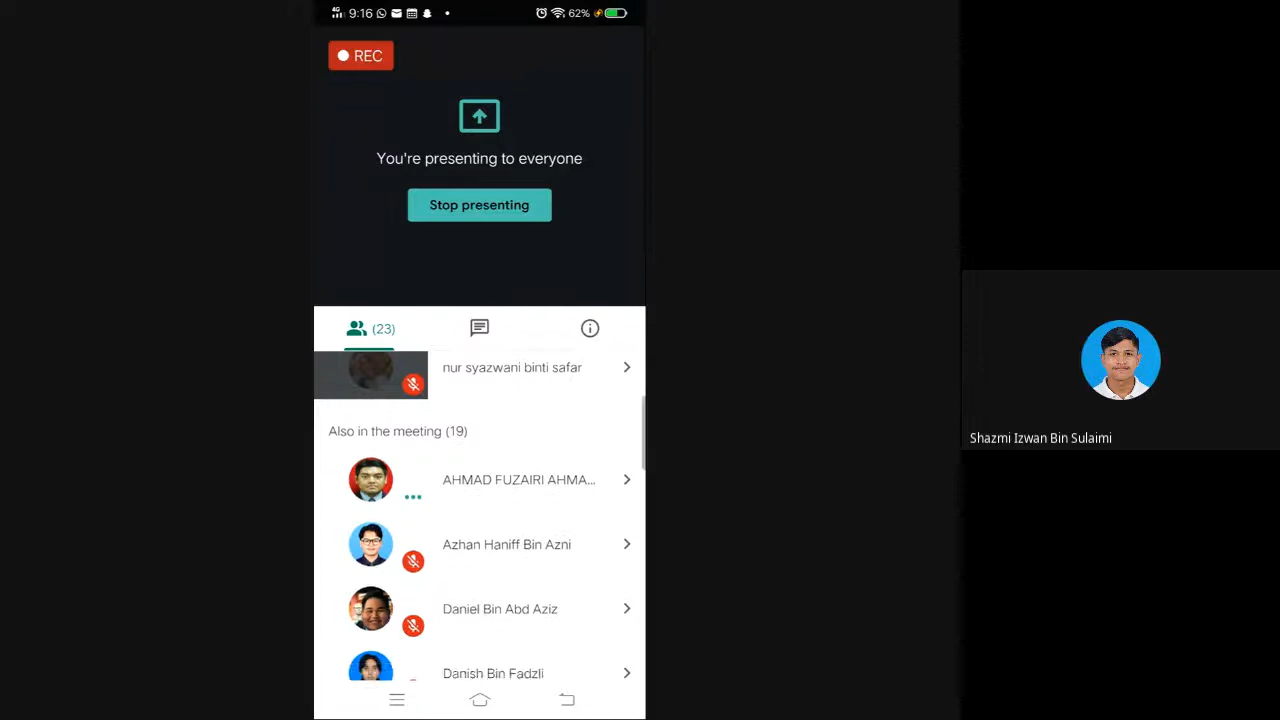 4G 9:16 62%
REC
You're presenting to everyone
Stop presenting
(23)
nur syazwani binti safar
Also in the meeting (19)
AHMAD FUZAIRI AHMA...
Azhan Haniff Bin Azni
Daniel Bin Abd Aziz
Danish Bin Fadzli
Shazmi Izwan Bin Sulaimi